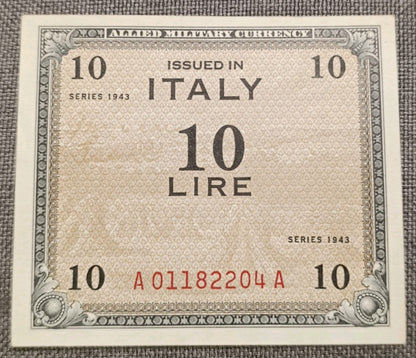 ALLIED MILITARY CURRENCY
10 ISSUED IN 10
SERIES 1943 ITALY
10
LIRE
SERIES 1943
10 A 01182204 A 10